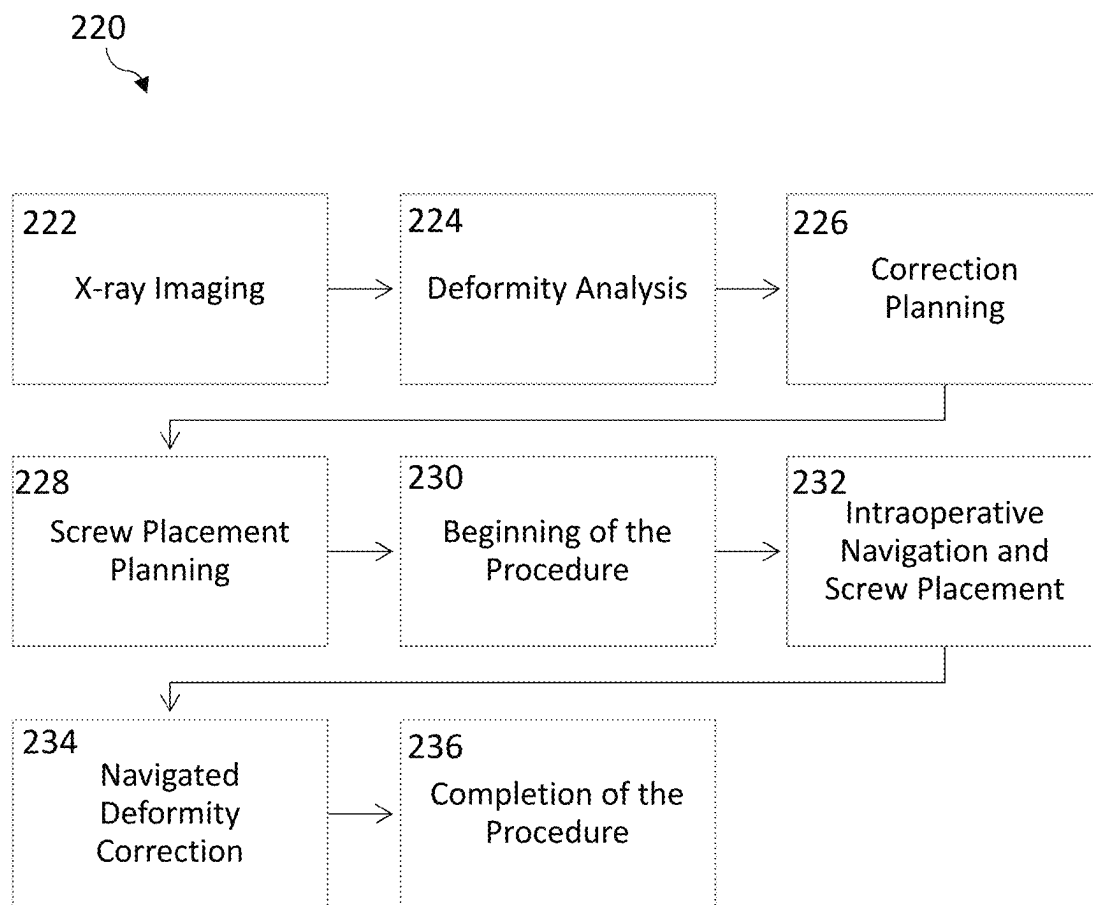 220
222
X-ray Imaging
224
Deformity Analysis
226
Correction
Planning
228
Screw Placement
Planning
230
Beginning of the
Procedure
232
Intraoperative
Navigation and
Screw Placement
234
Navigated
Deformity
Correction
236
Completion of the
Procedure